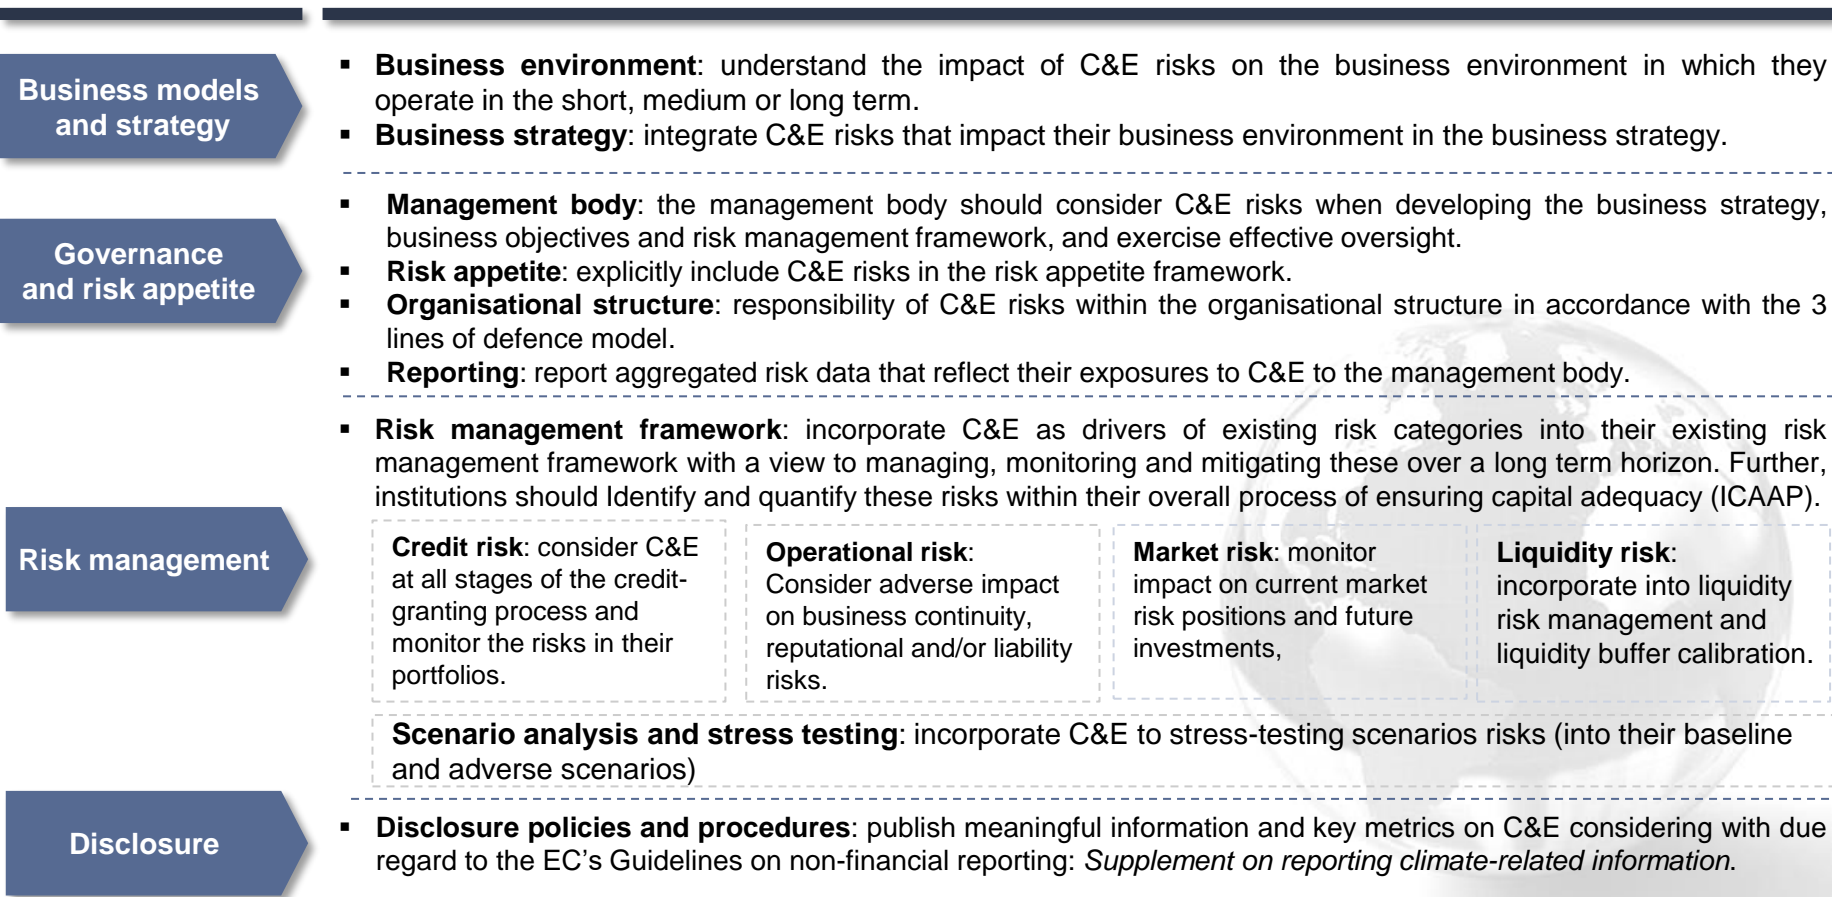 Business models
and strategy
▪ Business environment: understand the impact of C&E risks on the business environment in which they
operate in the short, medium or long term.
▪ Business strategy: integrate C&E risks that impact their business environment in the business strategy.
Governance
and risk appetite
▪ Management body: the management body should consider C&E risks when developing the business strategy,
business objectives and risk management framework, and exercise effective oversight.
▪ Risk appetite: explicitly include C&E risks in the risk appetite framework.
▪ Organisational structure: responsibility of C&E risks within the organisational structure in accordance with the 3
lines of defence model.
▪ Reporting: report aggregated risk data that reflect their exposures to C&E to the management body.
Risk management
▪ Risk management framework: incorporate C&E as drivers of existing risk categories into their existing risk
management framework with a view to managing, monitoring and mitigating these over a long term horizon. Further,
institutions should Identify and quantify these risks within their overall process of ensuring capital adequacy (ICAAP).
Credit risk: consider C&E
at all stages of the credit-
granting process and
monitor the risks in their
portfolios.
Operational risk:
Consider adverse impact
on business continuity,
reputational and/or liability
risks.
Market risk: monitor
impact on current market
risk positions and future
investments,
Liquidity risk:
incorporate into liquidity
risk management and
liquidity buffer calibration.
Scenario analysis and stress testing: incorporate C&E to stress-testing scenarios risks (into their baseline
and adverse scenarios)
Disclosure
▪ Disclosure policies and procedures: publish meaningful information and key metrics on C&E considering with due
regard to the EC's Guidelines on non-financial reporting: Supplement on reporting climate-related information.